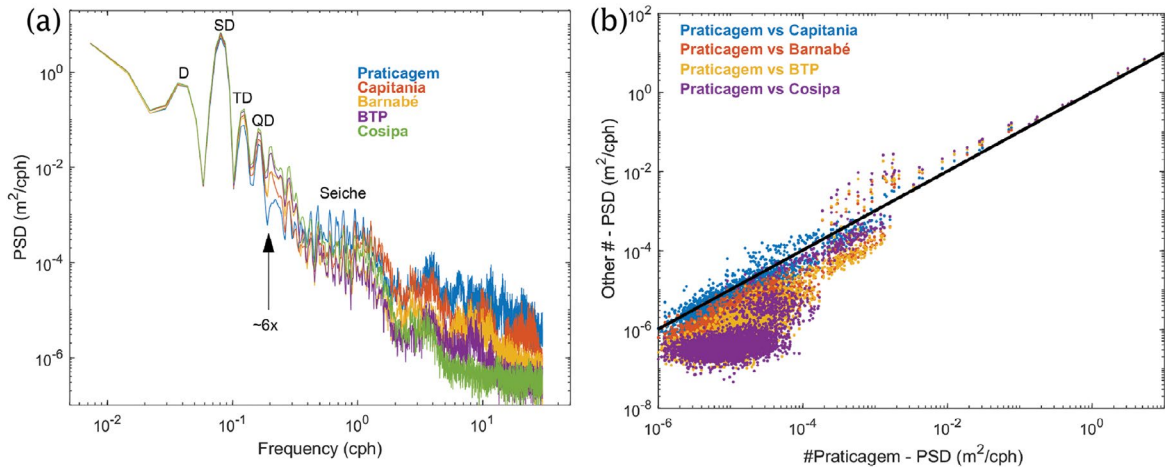 (a)
SD
D
TD
QD
Seiche
~6x
Praticagem
Capitania
Barnabé
BTP
Cosipa
PSD (m²/cph)
10⁰
10⁻²
10⁻⁴
10⁻⁶
10⁻² 10⁻¹ 10⁰ 10¹
Frequency (cph)
(b)
Praticagem vs Capitania
Praticagem vs Barnabé
Praticagem vs BTP
Praticagem vs Cosipa
Other # - PSD (m²/cph)
10²
10⁰
10⁻²
10⁻⁴
10⁻⁶
10⁻⁸
10⁻⁶ 10⁻⁴ 10⁻² 10⁰
#Praticagem - PSD (m²/cph)